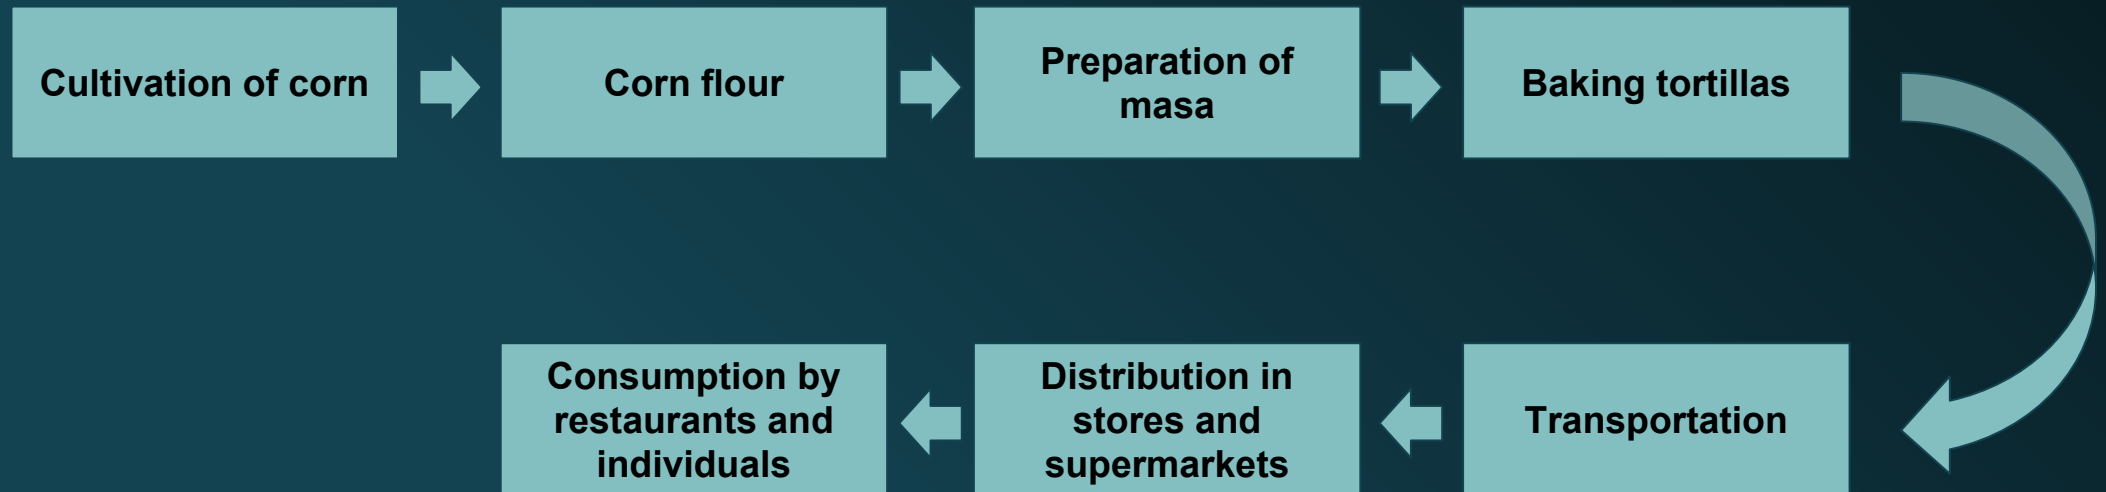 Cultivation of corn
Corn flour
Preparation of
masa
Baking tortillas
Transportation
Distribution in
stores and
supermarkets
Consumption by
restaurants and
individuals